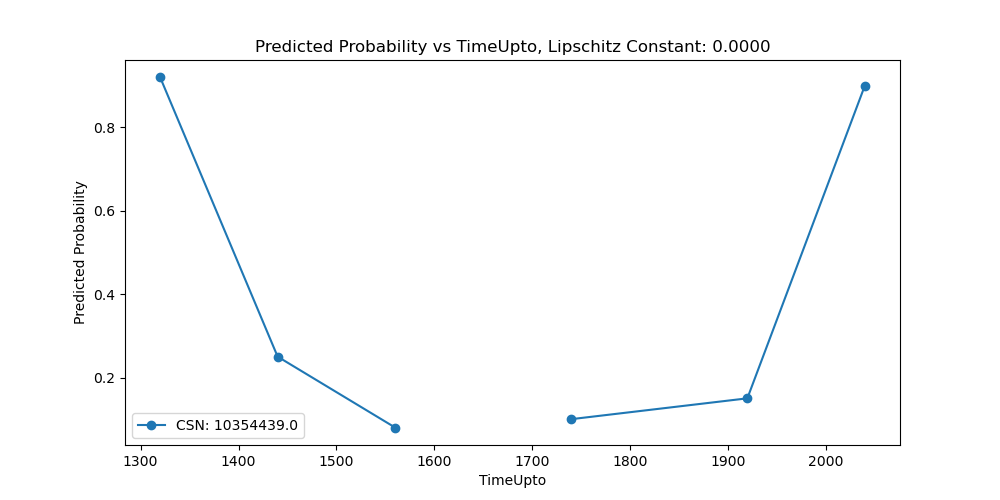 Predicted Probability vs TimeUpto, Lipschitz Constant: 0.0000
Predicted Probability
0.8
0.6
0.4
0.2
CSN: 10354439.0
1300 1400 1500 1600 1700 1800 1900 2000
TimeUpto